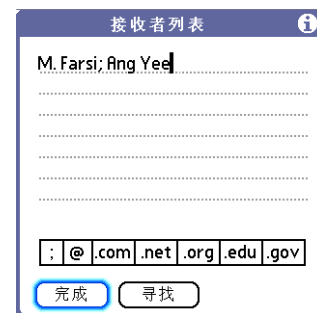 接收者列表
M. Farsi; Ang Yee
; @ .com .net .org .edu .gov
完成 寻找